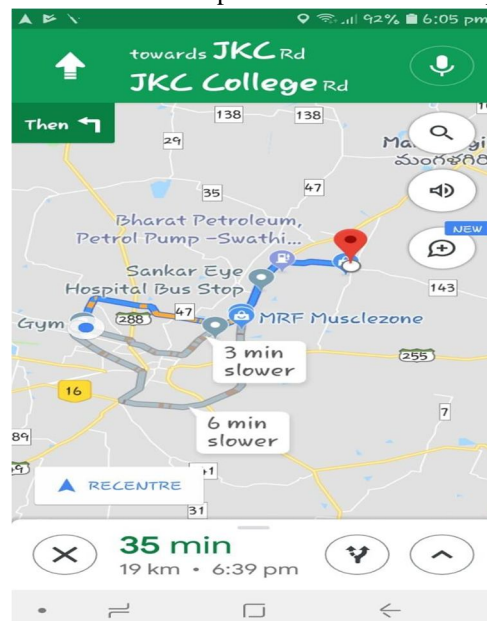 92% 6:05 pm
towards JKC Rd
JKC College Rd
Then
138
138
29
35
47
Bharat Petroleum,
Petrol Pump -Swathi...
NEW
Sankar Eye
Hospital Bus Stop
143
288
47
MRF Musclezone
Gym
3 min
slower
255
16
7
6 min
slower
89
RECENTRE
31
35 min
19 km • 6:39 pm